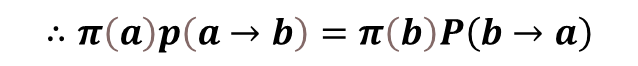 ∴ π(a)p(a → b) = π(b)P(b → a)